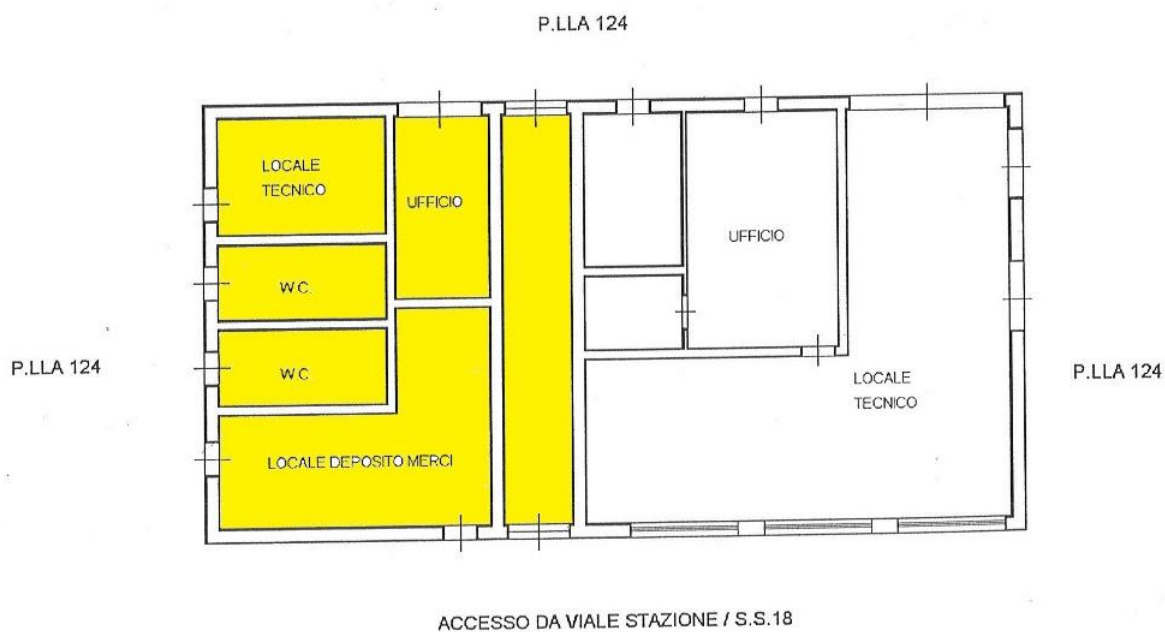 P.LLA 124
LOCALE
TECNICO
UFFICIO
UFFICIO
W.C.
P.LLA 124
W.C
P.LLA 124
LOCALE
TECNICO
LOCALE DEPOSITO MERCI
ACCESSO DA VIALE STAZIONE / S.S.18